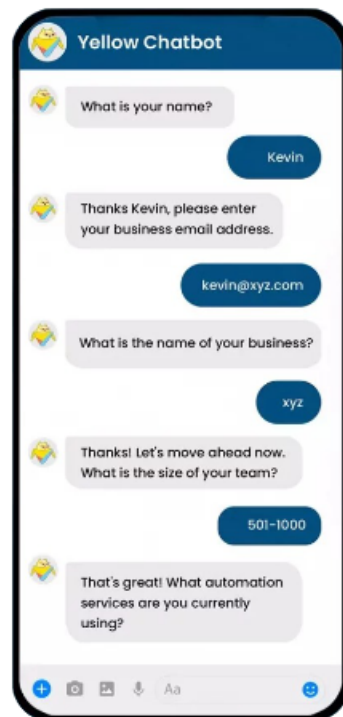 Yellow Chatbot
What is your name?
Kevin
Thanks Kevin, please enter
your business email address.
kevin@xyz.com
What is the name of your business?
xyz
Thanks! Let's move ahead now.
What is the size of your team?
501-1000
That's great! What automation
services are you currently
using?
Aa